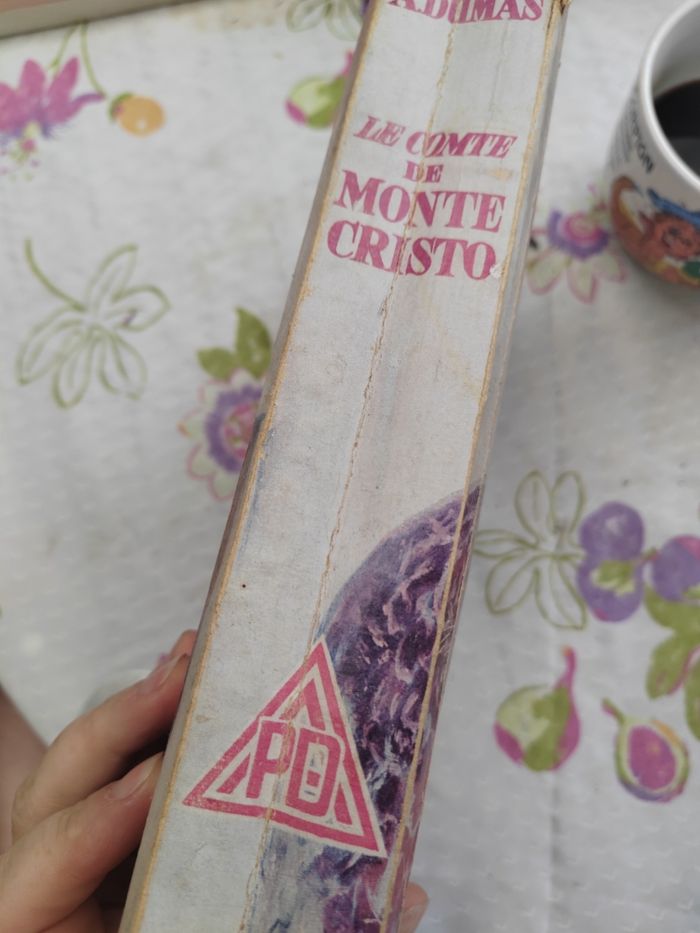 A.DUMAS
LE COMTE
DE
MONTE
CRISTO
PD